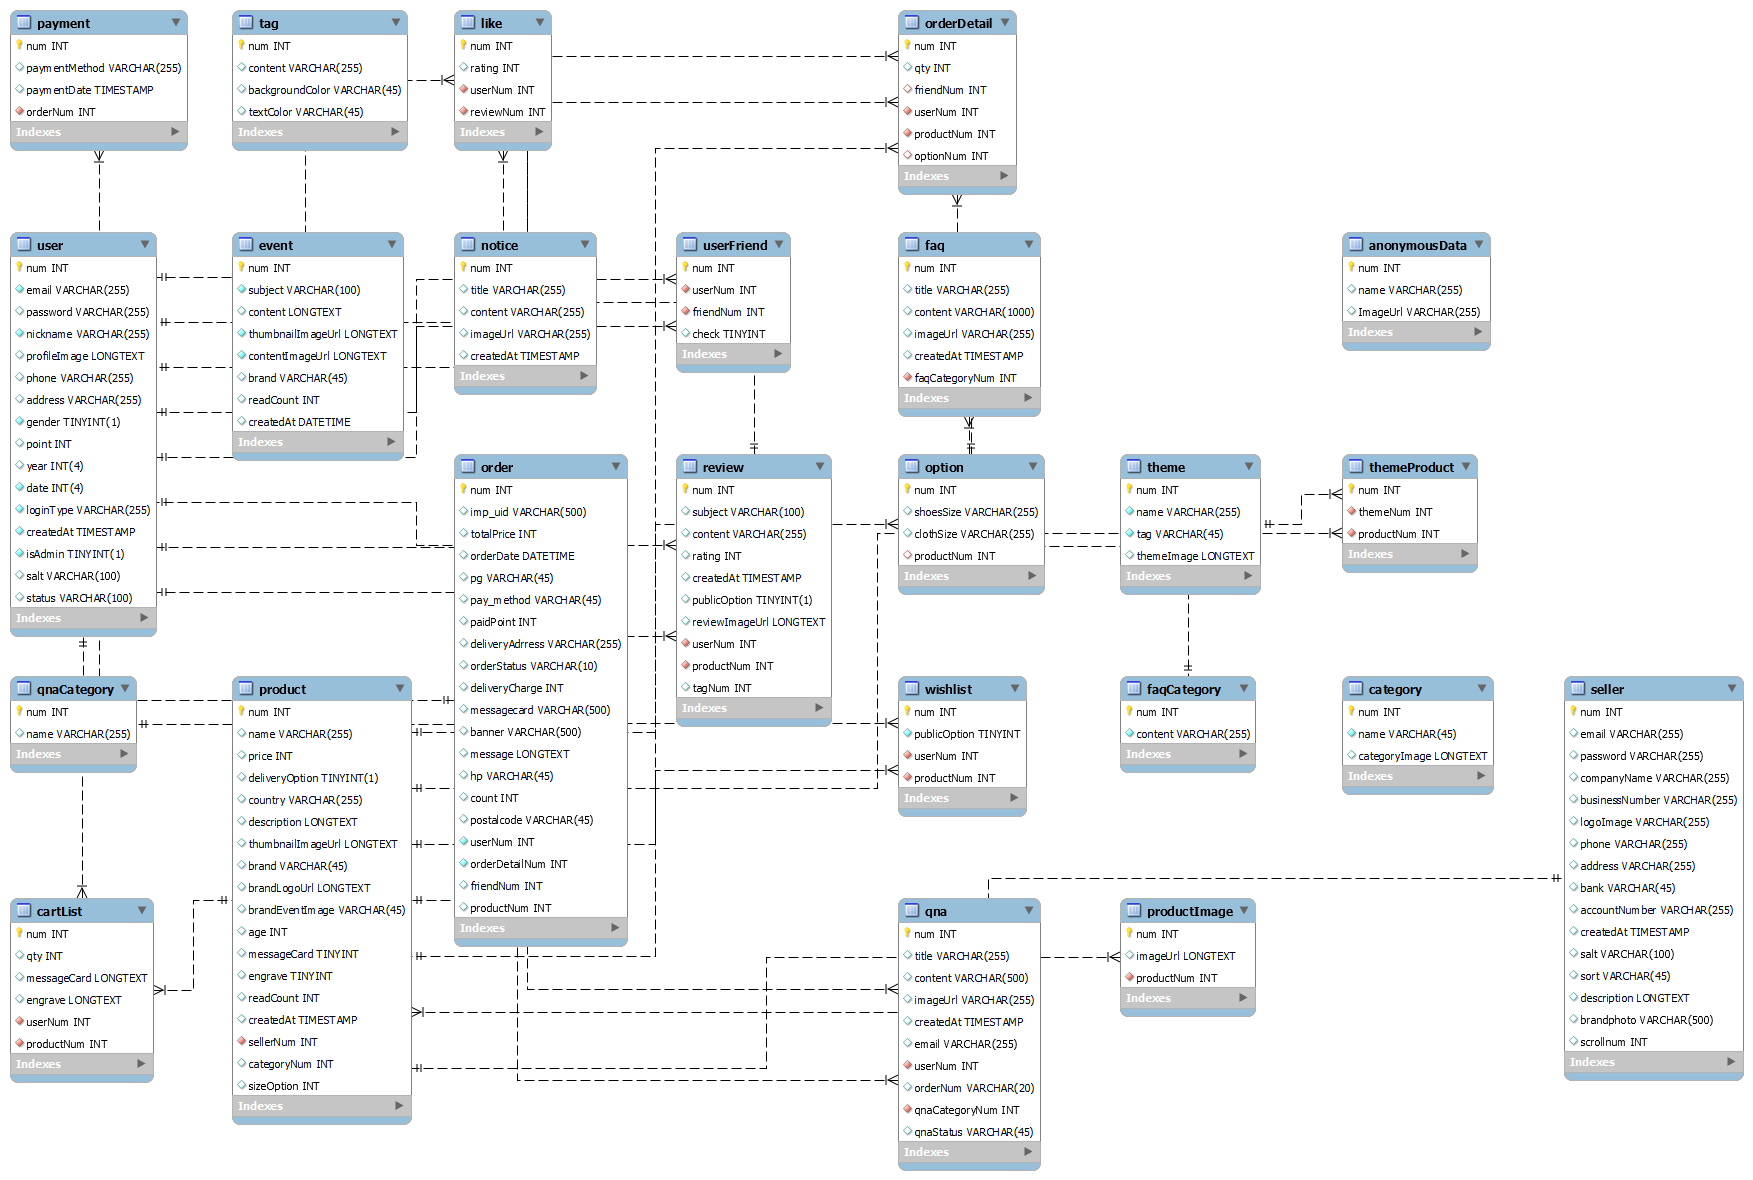 payment
num INT
paymentMethod VARCHAR(255)
paymentDate TIMESTAMP
orderNum INT
Indexes
tag
num INT
content VARCHAR(255)
backgroundColor VARCHAR(45)
textColor VARCHAR(45)
Indexes
like
num INT
rating INT
userNum INT
reviewNum INT
Indexes
orderDetail
num INT
qty INT
friendNum INT
userNum INT
productNum INT
optionNum INT
Indexes
user
num INT
email VARCHAR(255)
password VARCHAR(255)
nickname VARCHAR(255)
profileImage LONGTEXT
phone VARCHAR(255)
address VARCHAR(255)
gender TINYINT(1)
point INT
year INT(4)
date INT(4)
loginType VARCHAR(255)
createdAt TIMESTAMP
isAdmin TINYINT(1)
salt VARCHAR(100)
status VARCHAR(100)
Indexes
event
num INT
subject VARCHAR(100)
content LONGTEXT
thumbnailImageUrl LONGTEXT
contentImageUrl LONGTEXT
brand VARCHAR(45)
readCount INT
createdAt DATETIME
Indexes
notice
num INT
title VARCHAR(255)
content VARCHAR(255)
imageUrl VARCHAR(255)
createdAt TIMESTAMP
Indexes
userFriend
num INT
userNum INT
friendNum INT
check TINYINT
Indexes
faq
num INT
title VARCHAR(255)
content VARCHAR(1000)
imageUrl VARCHAR(255)
createdAt TIMESTAMP
faqCategoryNum INT
Indexes
anonymousData
num INT
name VARCHAR(255)
ImageUrl VARCHAR(255)
Indexes
order
num INT
imp_uid VARCHAR(500)
totalPrice INT
orderDate DATETIME
pg VARCHAR(45)
pay_method VARCHAR(45)
paidPoint INT
deliveryAdrress VARCHAR(255)
orderStatus VARCHAR(10)
deliveryCharge INT
messagecard VARCHAR(500)
banner VARCHAR(500)
message LONGTEXT
hp VARCHAR(45)
count INT
postalcode VARCHAR(45)
userNum INT
orderDetailNum INT
friendNum INT
productNum INT
Indexes
review
num INT
subject VARCHAR(100)
content VARCHAR(255)
rating INT
createdAt TIMESTAMP
publicOption TINYINT(1)
reviewImageUrl LONGTEXT
userNum INT
productNum INT
tagNum INT
Indexes
option
num INT
shoesSize VARCHAR(255)
clothSize VARCHAR(255)
productNum INT
Indexes
theme
num INT
name VARCHAR(255)
tag VARCHAR(45)
themeImage LONGTEXT
Indexes
themeProduct
num INT
themeNum INT
productNum INT
Indexes
qnaCategory
num INT
name VARCHAR(255)
Indexes
product
num INT
name VARCHAR(255)
price INT
deliveryOption TINYINT(1)
country VARCHAR(255)
description LONGTEXT
thumbnailImageUrl LONGTEXT
brand VARCHAR(45)
brandLogoUrl LONGTEXT
brandEventImage VARCHAR(45)
age INT
messageCard TINYINT
engrave TINYINT
readCount INT
createdAt TIMESTAMP
sellerNum INT
categoryNum INT
sizeOption INT
Indexes
wishlist
num INT
publicOption TINYINT
userNum INT
productNum INT
Indexes
faqCategory
num INT
content VARCHAR(255)
Indexes
category
num INT
name VARCHAR(45)
categoryImage LONGTEXT
Indexes
seller
num INT
email VARCHAR(255)
password VARCHAR(255)
companyName VARCHAR(255)
businessNumber VARCHAR(255)
logoImage VARCHAR(255)
phone VARCHAR(255)
address VARCHAR(255)
bank VARCHAR(45)
accountNumber VARCHAR(255)
createdAt TIMESTAMP
salt VARCHAR(100)
sort VARCHAR(45)
description LONGTEXT
brandphoto VARCHAR(500)
scrollnum INT
Indexes
cartList
num INT
qty INT
messageCard LONGTEXT
engrave LONGTEXT
userNum INT
productNum INT
Indexes
qna
num INT
title VARCHAR(255)
content VARCHAR(500)
imageUrl VARCHAR(255)
createdAt TIMESTAMP
email VARCHAR(255)
userNum INT
orderNum VARCHAR(20)
qnaCategoryNum INT
qnaStatus VARCHAR(45)
Indexes
productImage
num INT
imageUrl LONGTEXT
productNum INT
Indexes